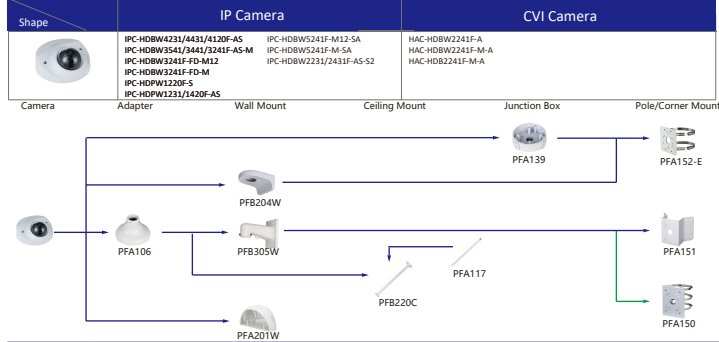 Shape
IP Camera
CVI Camera
IPC-HDBW4231/4431/4120F-AS
IPC-HDBW3541/3441/3241F-AS-M
IPC-HDBW3241F-FD-M12
IPC-HDBW3241F-FD-M
IPC-HDPW1220F-S
IPC-HDPW1231/1420F-AS
IPC-HDBW5241F-M12-SA
IPC-HDBW5241F-M-SA
IPC-HDBW2231/2431F-AS-S2
HAC-HDBW2241F-A
HAC-HDBW2241F-M-A
HAC-HDB2241F-M-A
Camera
Adapter
Wall Mount
Ceiling Mount
Junction Box
Pole/Corner Mount
PFA139
PFA152-E
PFB204W
PFA106
PFB305W
PFA151
PFA117
PFB220C
PFA150
PFA201W